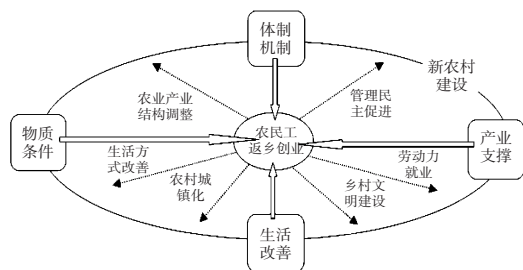 体制
机制
新农村
建设
农业产业
结构调整
管理民
主促进
物质
条件
农民工
返乡创业
产业
支撑
生活方
式改善
劳动力
就业
农村城
镇化
乡村文
明建设
生活
改善